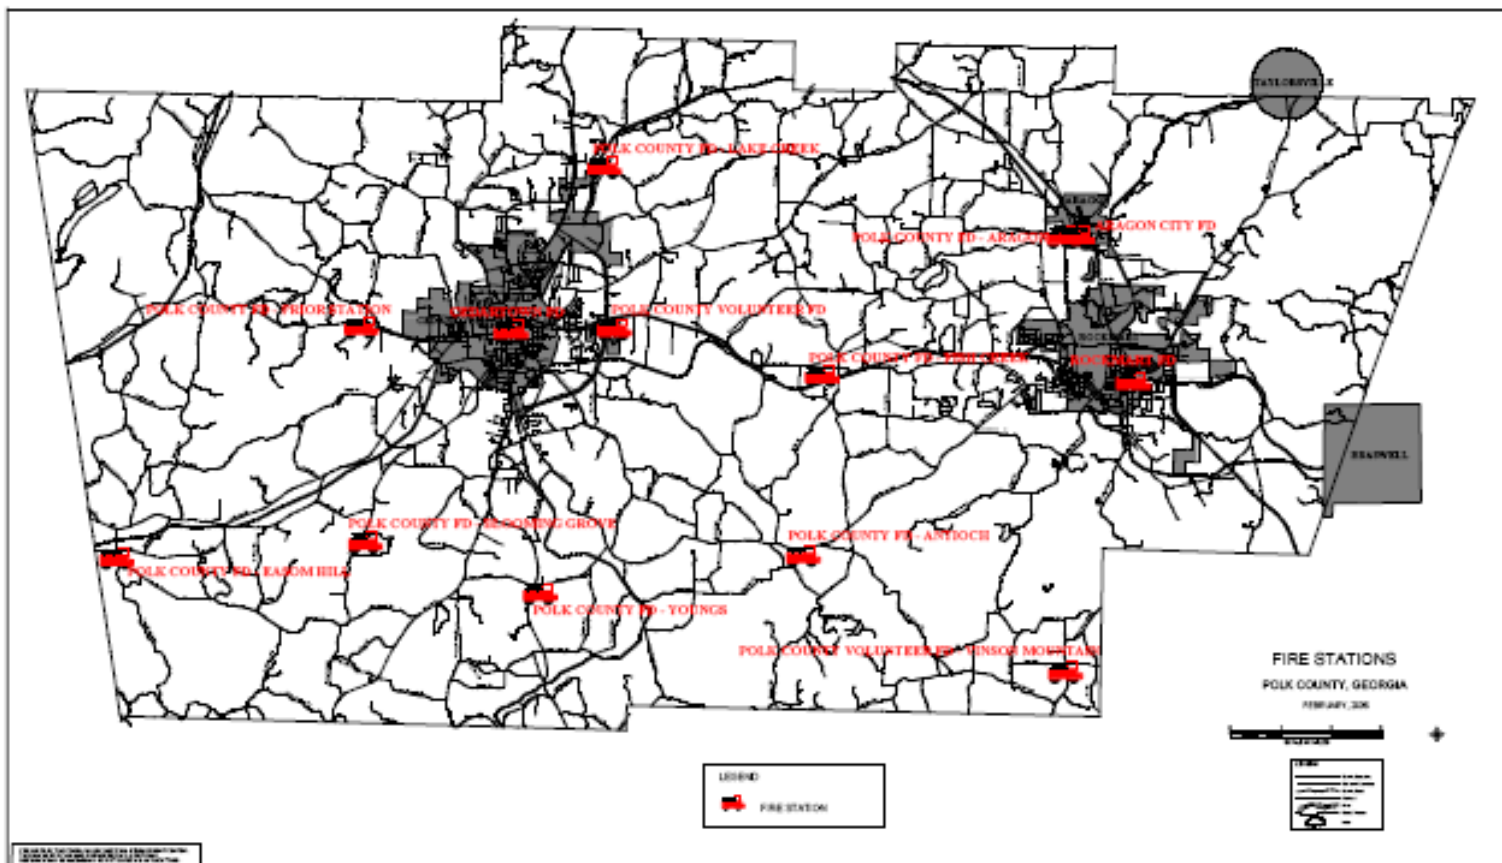 TAYLORSVILLE
POLK COUNTY FD - LAKE CREEK
ARAGON CITY FD
POLK COUNTY FD - ARAGON
POLK COUNTY FD - PRIOR STATION
CEDARTOWN FD
POLK COUNTY VOLUNTEER FD
POLK COUNTY FD - FISH CREEK
ROCKMART FD
BRASWELL
POLK COUNTY FD - BLOOMING GROVE
POLK COUNTY FD - ANTIOCH
POLK COUNTY FD - EASOM HILL
POLK COUNTY FD - YOUNGS
POLK COUNTY VOLUNTEER FD - VINSON MOUNTAIN
FIRE STATIONS
POLK COUNTY, GEORGIA
LEGEND
FIRE STATION